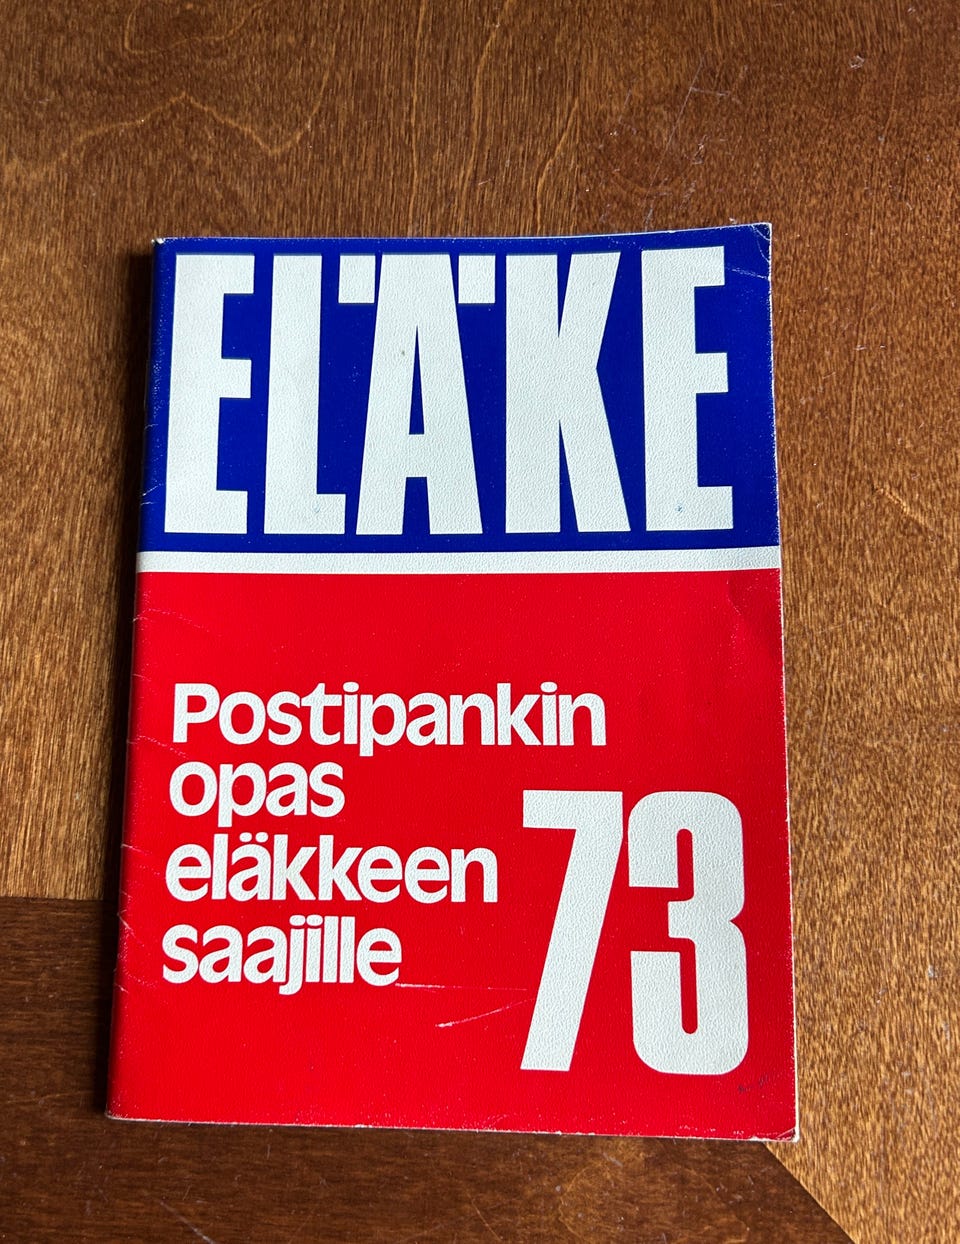 ELÄKE
Postipankin
opas
eläkkeen
saajille
73